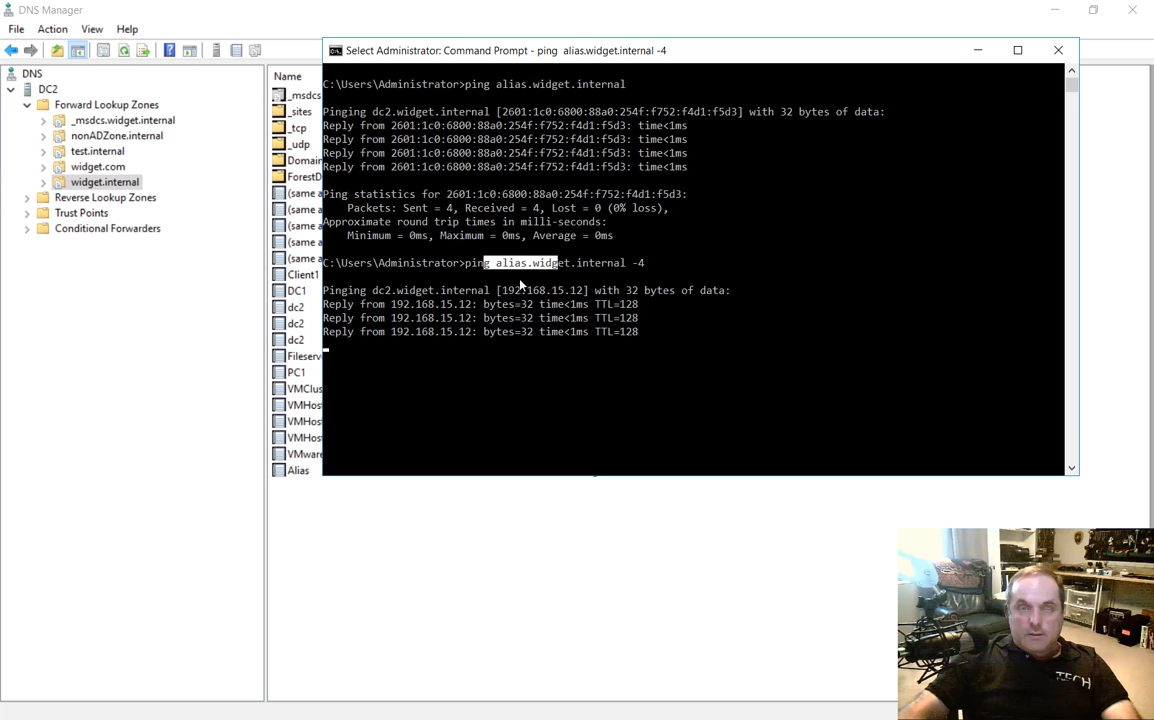 DNS Manager
File Action View Help
DNS
DC2
Forward Lookup Zones
_msdcs.widget.internal
nonADZone.internal
test.internal
widget.com
widget.internal
Reverse Lookup Zones
Trust Points
Conditional Forwarders
Name
_msdcs
_sites
_tcp
_udp
Domain
ForestD
(same a
(same a
(same a
(same a
(same a
Client1
DC1
dc2
dc2
dc2
Fileserv
PC1
VMClus
VMHos
VMHos
VMHos
VMware
Alias
Select Administrator: Command Prompt - ping  alias.widget.internal -4
C:\Users\Administrator>ping alias.widget.internal
Pinging dc2.widget.internal [2601:1c0:6800:88a0:254f:f752:f4d1:f5d3] with 32 bytes of data:
Reply from 2601:1c0:6800:88a0:254f:f752:f4d1:f5d3: time<1ms
Reply from 2601:1c0:6800:88a0:254f:f752:f4d1:f5d3: time<1ms
Reply from 2601:1c0:6800:88a0:254f:f752:f4d1:f5d3: time<1ms
Reply from 2601:1c0:6800:88a0:254f:f752:f4d1:f5d3: time<1ms
Ping statistics for 2601:1c0:6800:88a0:254f:f752:f4d1:f5d3:
Packets: Sent = 4, Received = 4, Lost = 0 (0% loss),
Approximate round trip times in milli-seconds:
Minimum = 0ms, Maximum = 0ms, Average = 0ms
C:\Users\Administrator>ping alias.widget.internal -4
Pinging dc2.widget.internal [192.168.15.12] with 32 bytes of data:
Reply from 192.168.15.12: bytes=32 time<1ms TTL=128
Reply from 192.168.15.12: bytes=32 time<1ms TTL=128
Reply from 192.168.15.12: bytes=32 time<1ms TTL=128
TECH